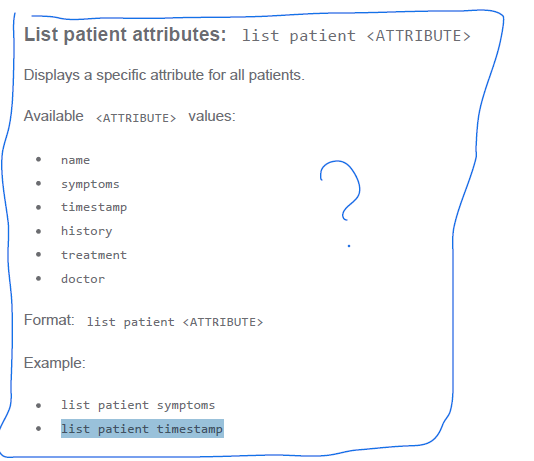 List patient attributes: list patient <ATTRIBUTE>
Displays a specific attribute for all patients.
Available <ATTRIBUTE> values:
• name
• symptoms
• timestamp
• history
• treatment
• doctor
?
Format: list patient <ATTRIBUTE>
Example:
• list patient symptoms
• list patient timestamp